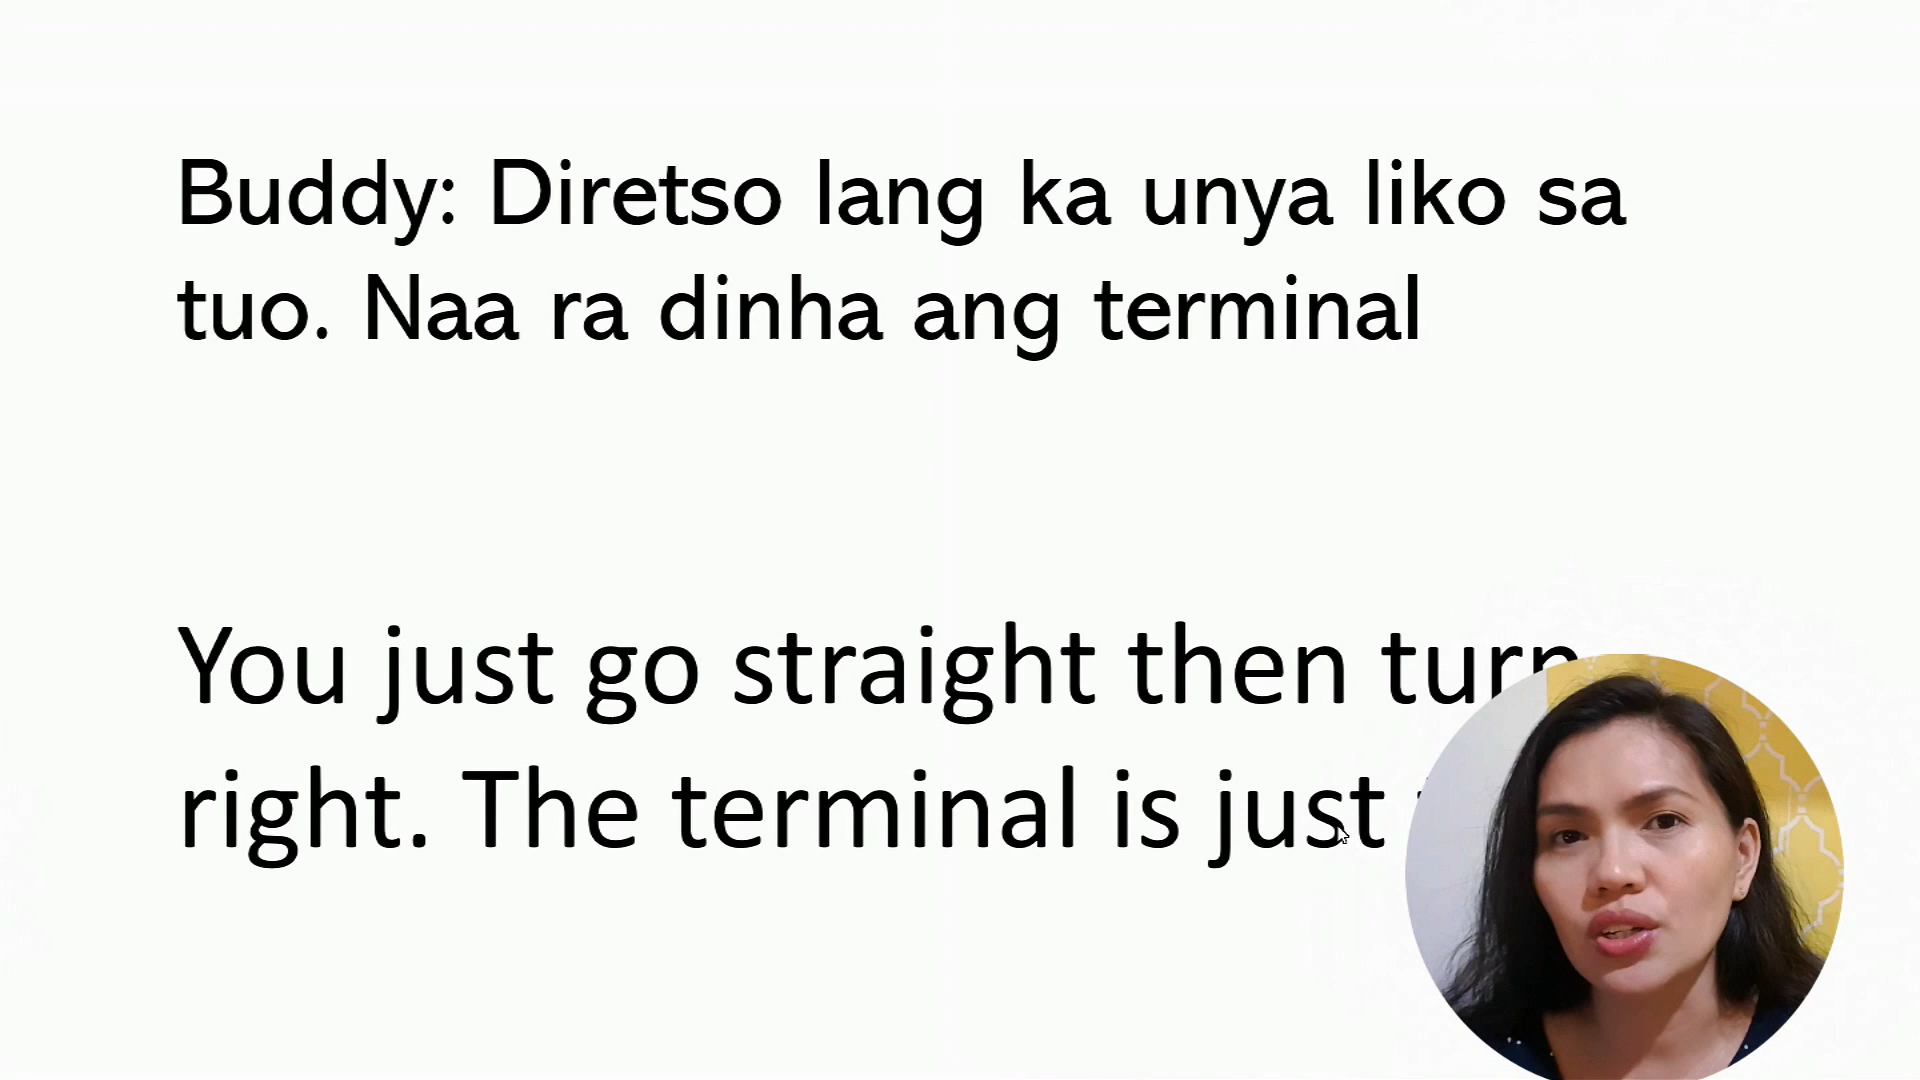 Buddy: Diretso lang ka unya liko sa
tuo. Naa ra dinha ang terminal
You just go straight then turn
right. The terminal is just